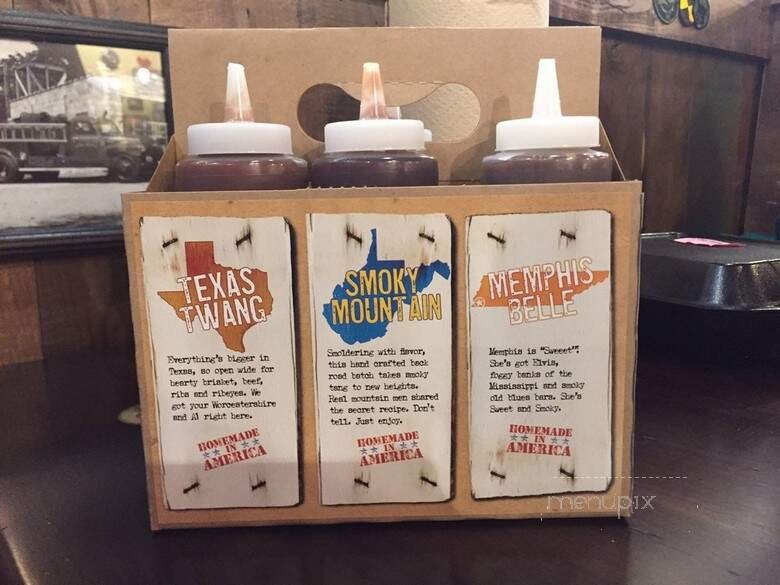 TEXAS
TWANG
Everything's bigger in
Texas, so open wide for
hearty brisket, beef,
ribs and ribeyes. We
got your Worcestershire
and A1 right here.
HOMEMADE
IN
AMERICA
SMOKY
MOUNTAIN
Smoldering with flavor,
this hand crafted back
road batch takes smoky
tang to new heights.
Real mountain men shared
the secret recipe. Don't
tell. Just enjoy.
HOMEMADE
IN
AMERICA
MEMPHIS
BELLE
Memphis is "Sweeet"!
She's got Elvis,
foggy banks of the
Mississippi and smoky
old blues bars. She's
Sweet and Smoky.
HOMEMADE
IN
AMERICA
menupix